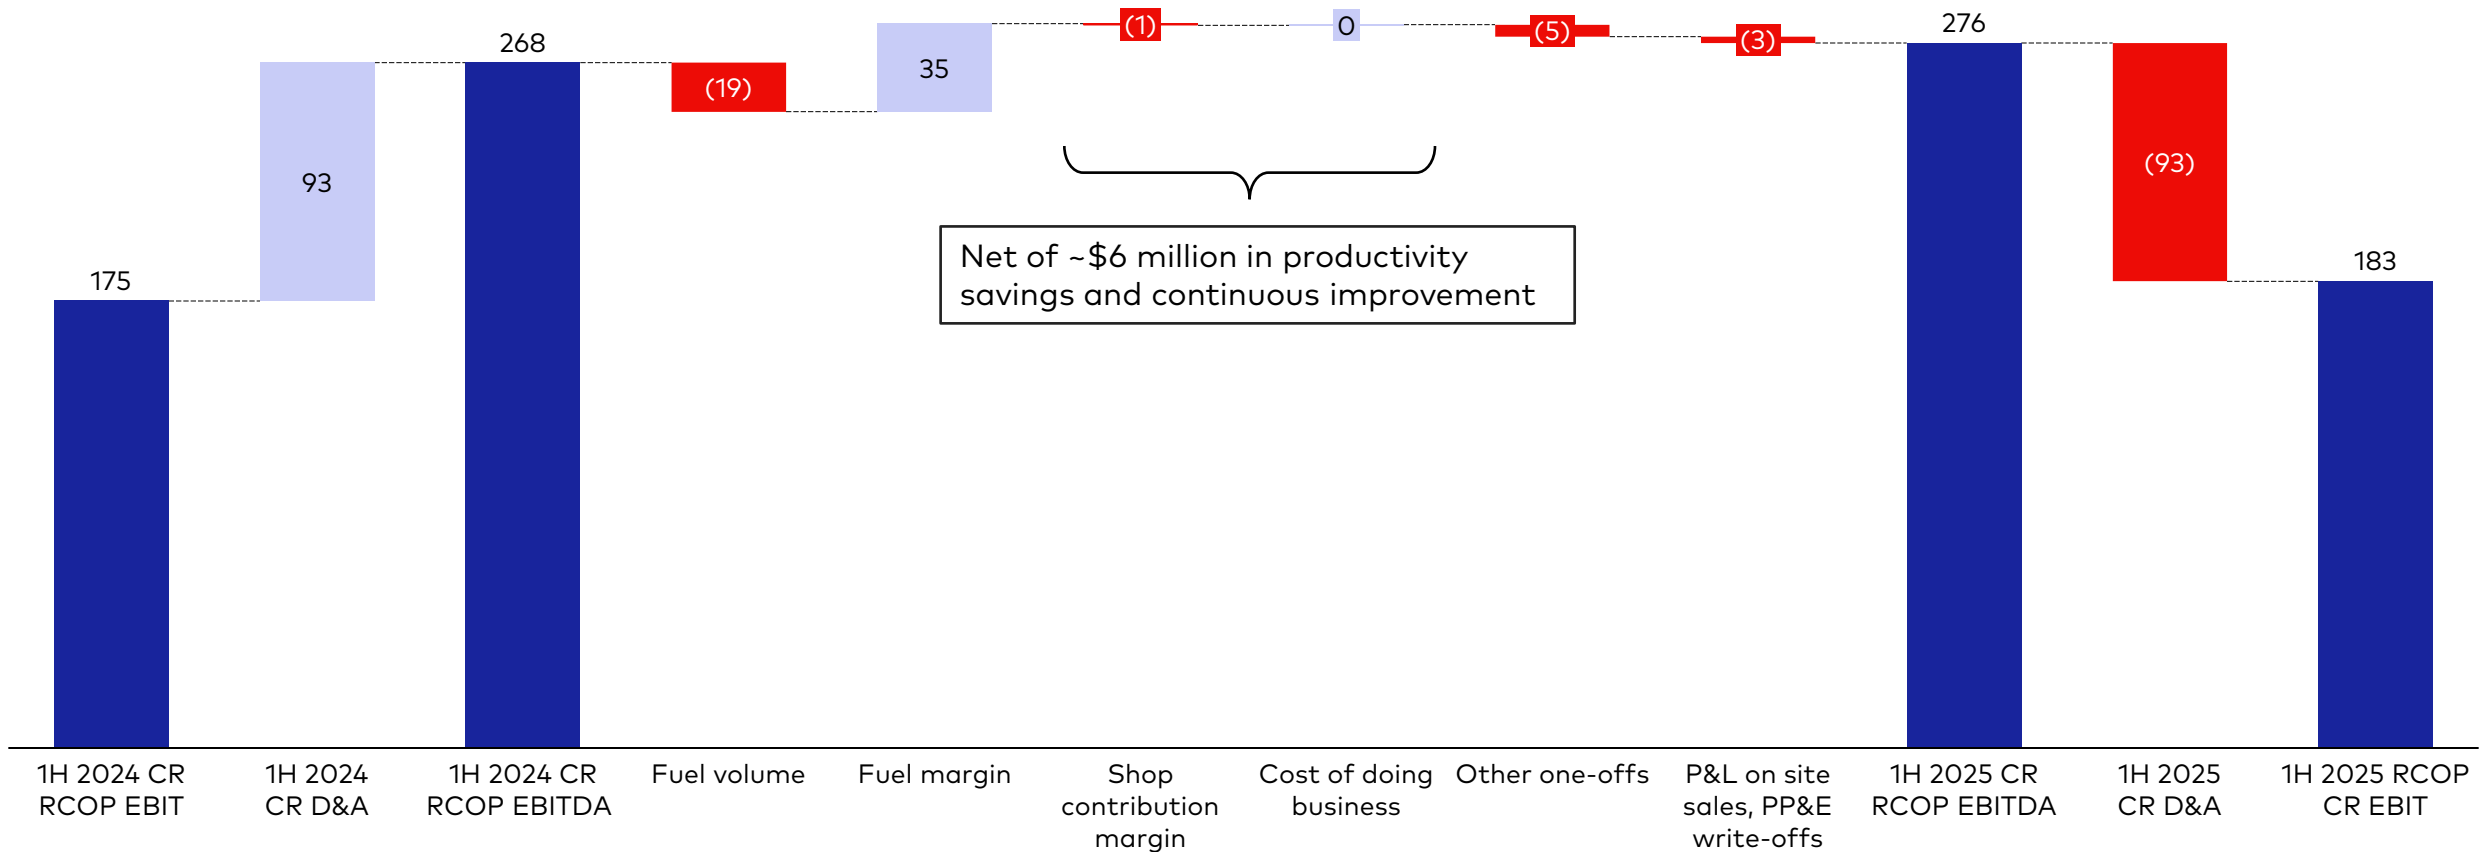 175
93
268
(19)
35
(1)
0
(5)
(3)
276
(93)
183
Net of ~$6 million in productivity
savings and continuous improvement
1H 2024 CR
RCOP EBIT
1H 2024
CR D&A
1H 2024 CR
RCOP EBITDA
Fuel volume
Fuel margin
Shop
contribution
margin
Cost of doing
business
Other one-offs
P&L on site
sales, PP&E
write-offs
1H 2025 CR
RCOP EBITDA
1H 2025
CR D&A
1H 2025 RCOP
CR EBIT